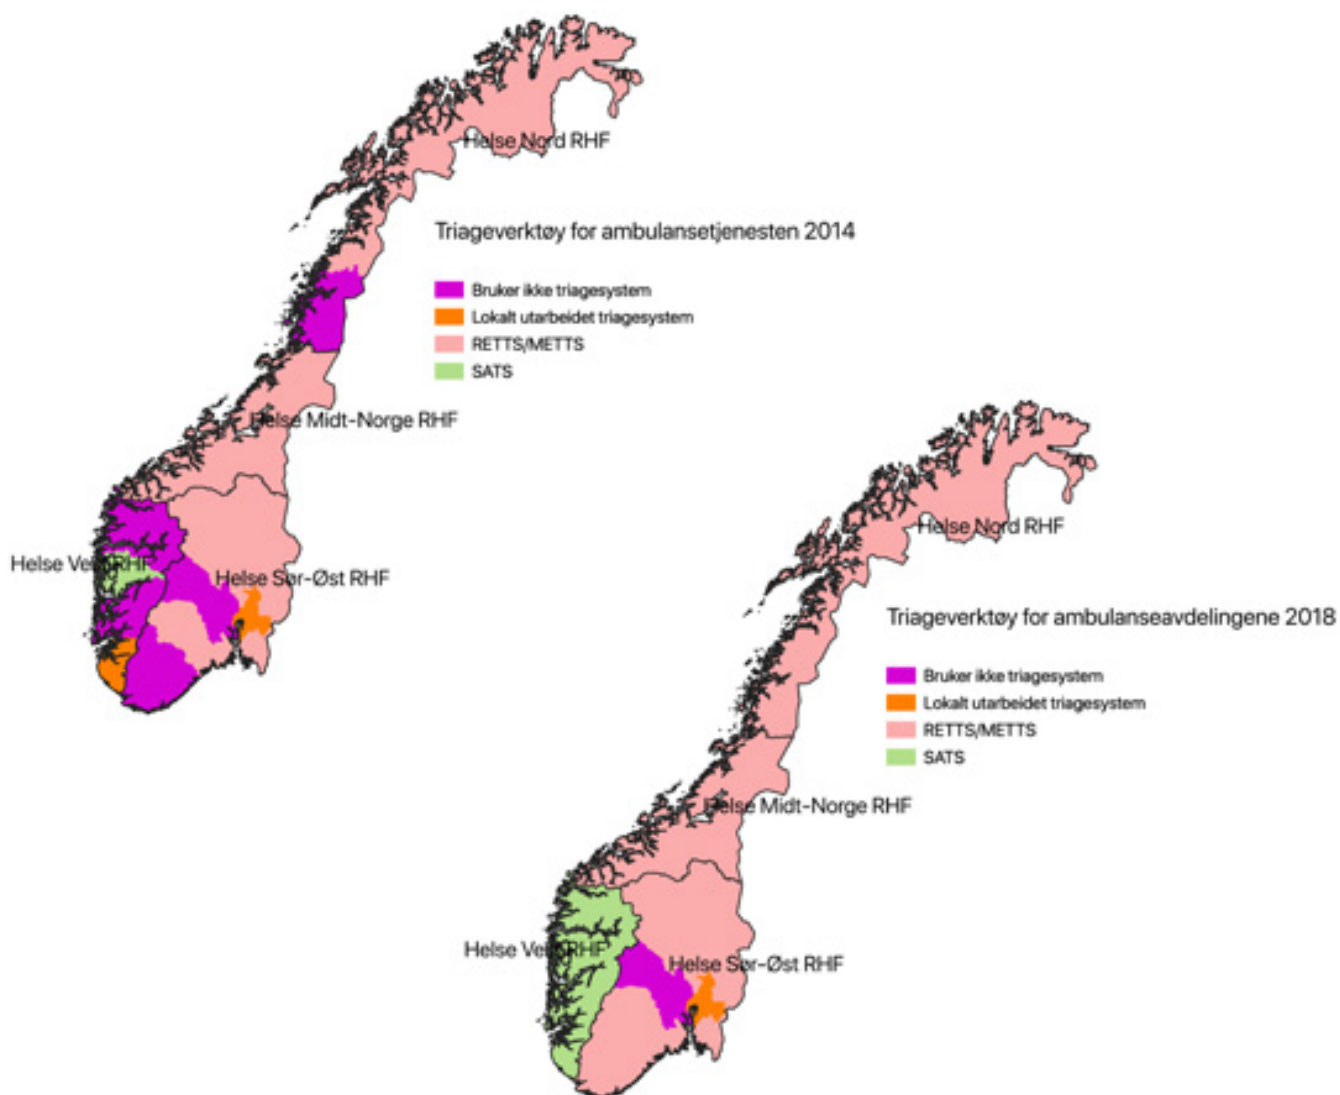 Helse Nord RHF
Triageverktøy for ambulansetjenesten 2014
Bruker ikke triagesystem
Lokalt utarbeidet triagesystem
RETTS/METTS
SATS
Helse Midt-Norge RHF
Helse Vest RHF
Helse Sør-Øst RHF
Helse Nord RHF
Triageverktøy for ambulanseavdelingene 2018
Bruker ikke triagesystem
Lokalt utarbeidet triagesystem
RETTS/METTS
SATS
Helse Midt-Norge RHF
Helse Vest RHF
Helse Sør-Øst RHF